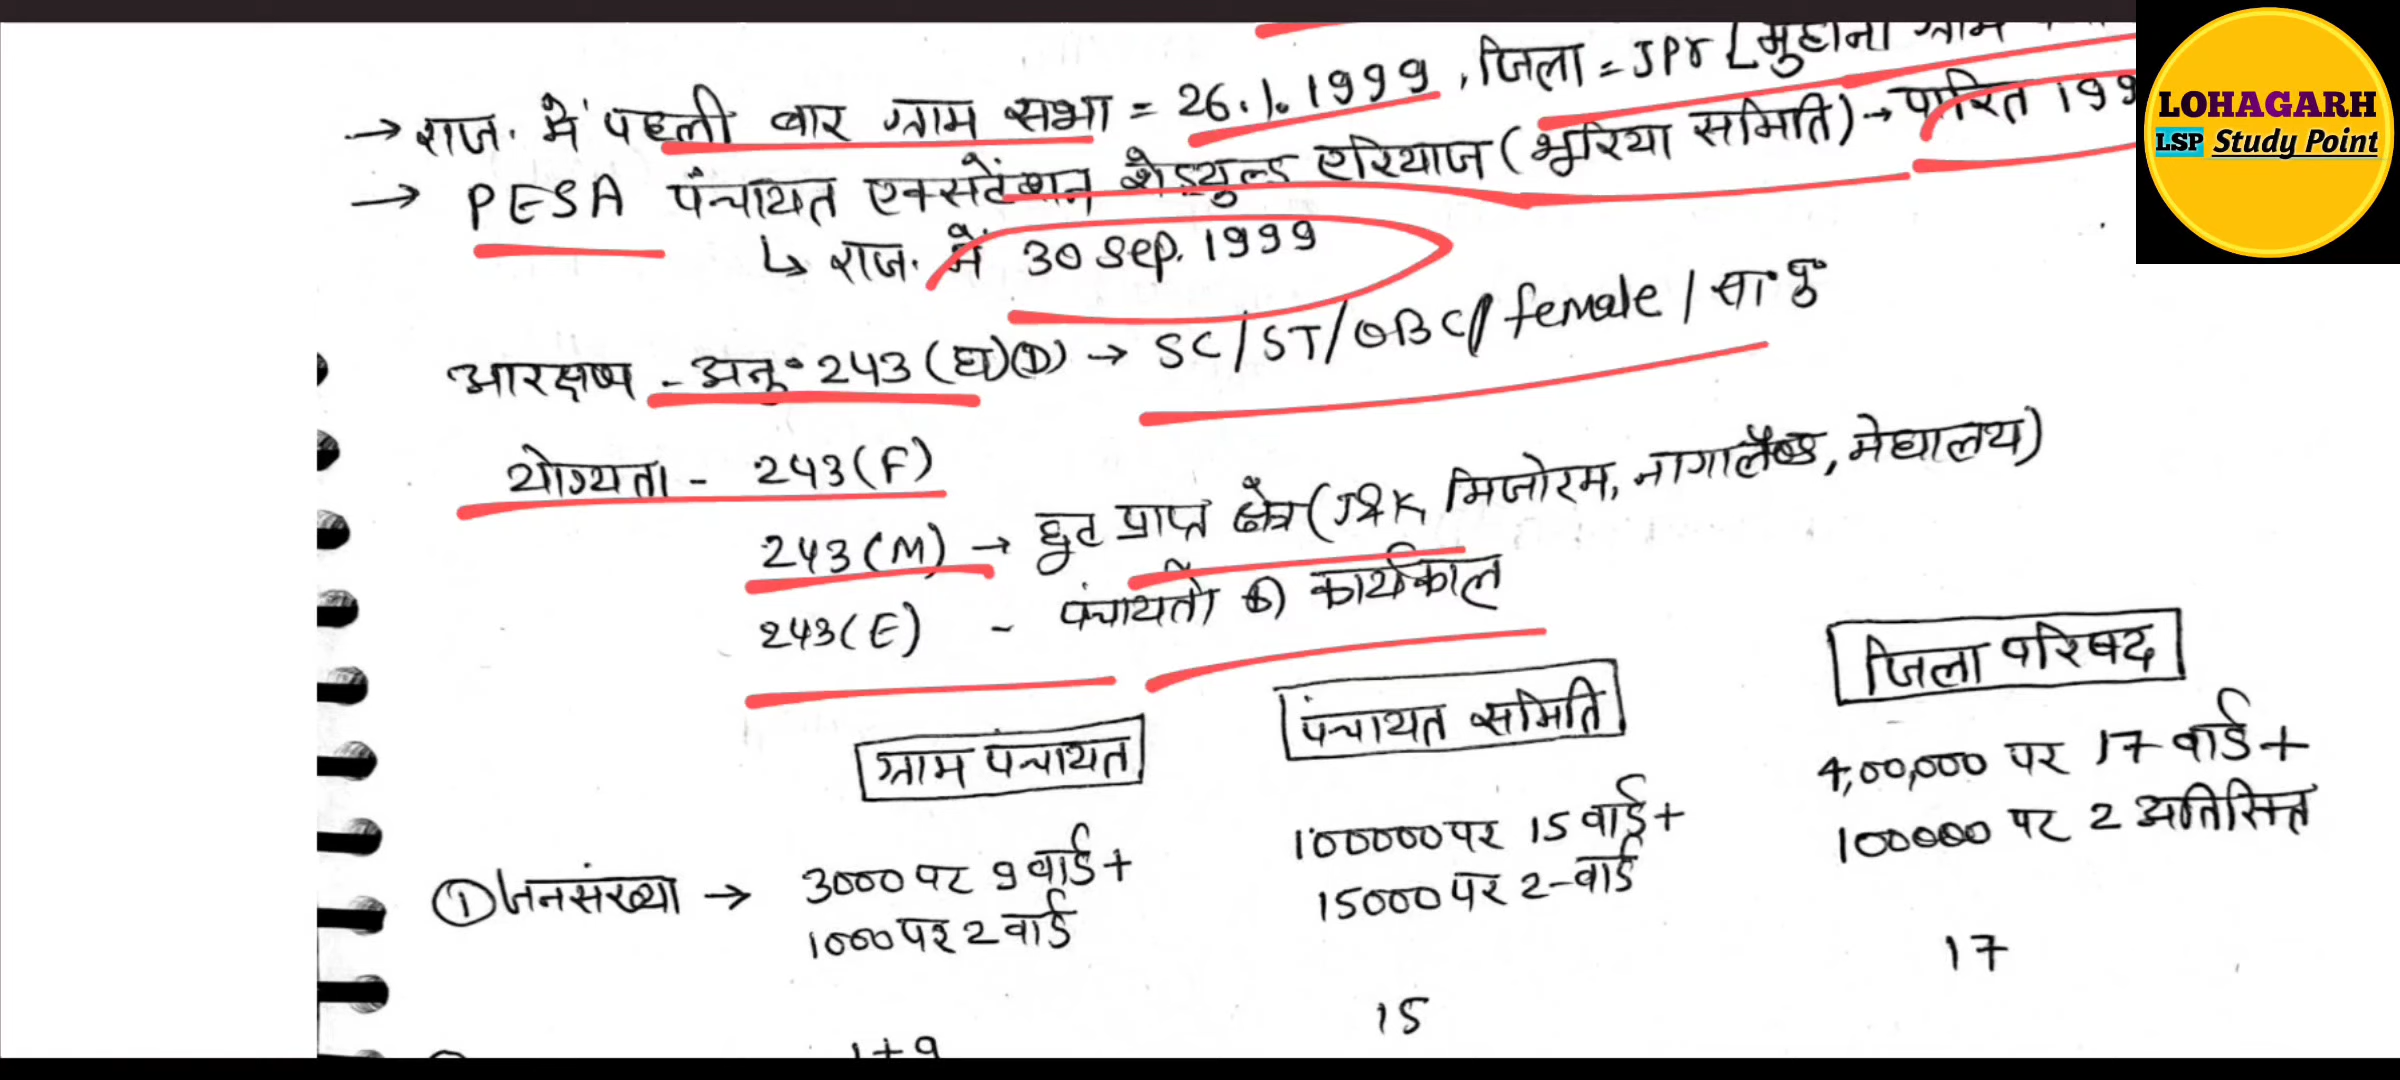 → राज. में पहली बार ग्राम सभा = 26.1.1999, जिला = JPr [मुहाना ग्राम
→ PESA पंचायत एक्सटेंशन शेड्युल्ड एरियाज (भूरिया समिति) → पारित 199
↳ राज. में 30 Sep. 1999
आरक्षण - अनु॰ 243 (घ)(D) → SC/ST/OBC/female/
योग्यता - 243(F)
243(M) → छुट प्राप्त क्षेत्र (J&K, मिजोरम, नागालैण्ड, मेघालय)
243(E) - पंचायतो का कार्यकाल
ग्राम पंचायत
पंचायत समिति
जिला परिषद
① जनसंख्या →
3000 पर 9 वार्ड +
1000 पर 2 वार्ड
100000 पर 15 वार्ड +
15000 पर 2-वार्ड
4,00,000 पर 17 वार्ड +
100000 पर 2 अतिरिक्त
1+9
15
17
LOHAGARH
LSP Study Point